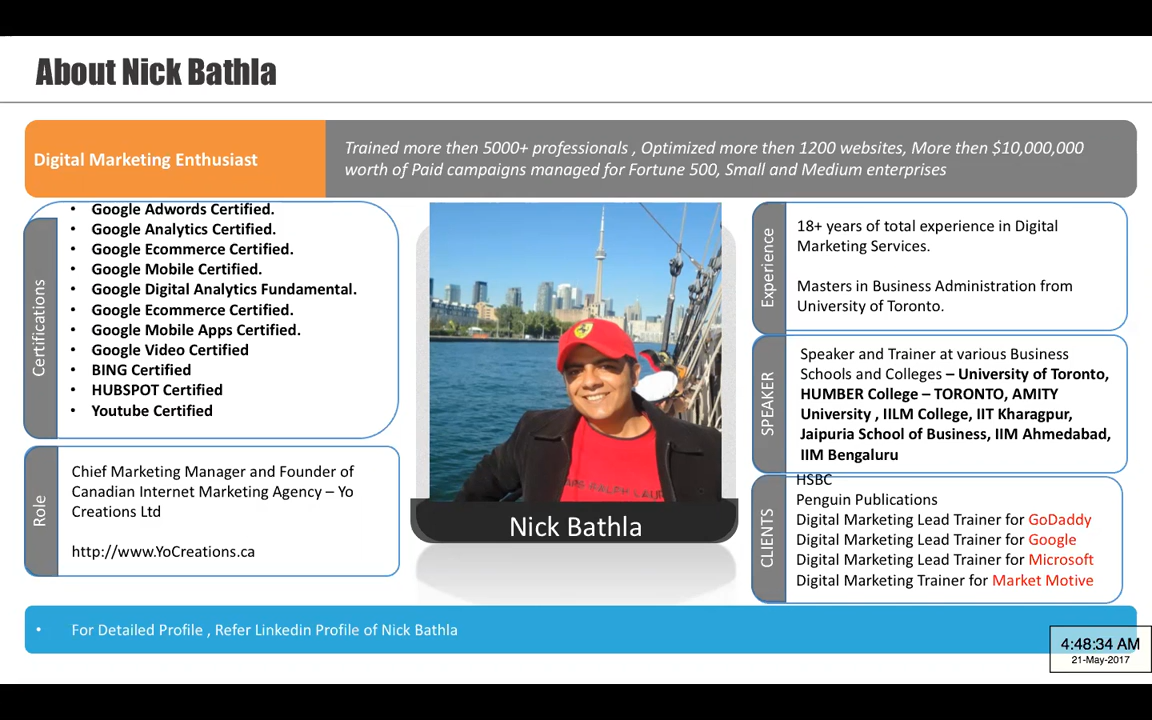 About Nick Bathla
Digital Marketing Enthusiast
Trained more then 5000+ professionals , Optimized more then 1200 websites, More then $10,000,000
worth of Paid campaigns managed for Fortune 500, Small and Medium enterprises
Certifications
• Google Adwords Certified.
• Google Analytics Certified.
• Google Ecommerce Certified.
• Google Mobile Certified.
• Google Digital Analytics Fundamental.
• Google Ecommerce Certified.
• Google Mobile Apps Certified.
• Google Video Certified
• BING Certified
• HUBSPOT Certified
• Youtube Certified
Role
Chief Marketing Manager and Founder of
Canadian Internet Marketing Agency – Yo
Creations Ltd
http://www.YoCreations.ca
Nick Bathla
Experience
18+ years of total experience in Digital
Marketing Services.
Masters in Business Administration from
University of Toronto.
SPEAKER
Speaker and Trainer at various Business
Schools and Colleges – University of Toronto,
HUMBER College – TORONTO, AMITY
University , IILM College, IIT Kharagpur,
Jaipuria School of Business, IIM Ahmedabad,
IIM Bengaluru
CLIENTS
HSBC
Penguin Publications
Digital Marketing Lead Trainer for GoDaddy
Digital Marketing Lead Trainer for Google
Digital Marketing Lead Trainer for Microsoft
Digital Marketing Trainer for Market Motive
• For Detailed Profile , Refer Linkedin Profile of Nick Bathla
4:48:34 AM
21-May-2017